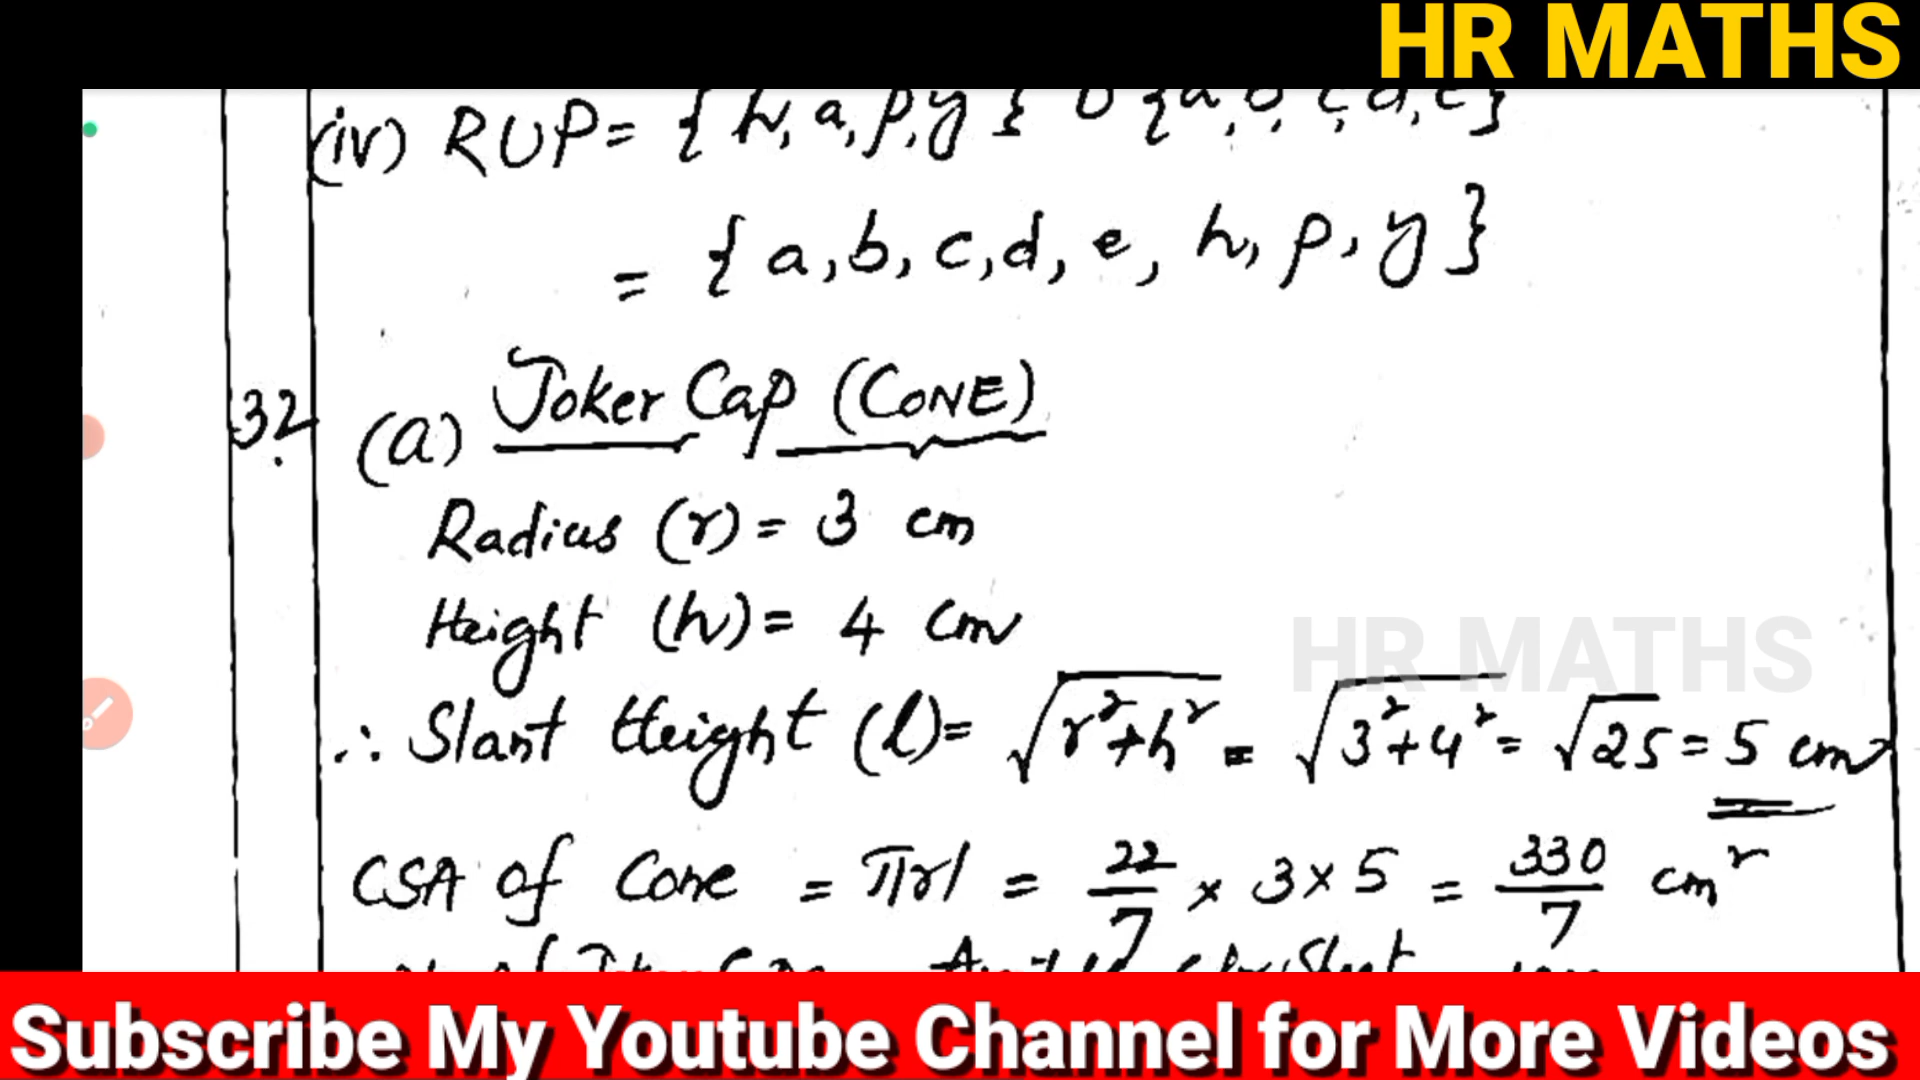 HR MATHS
(iv) RUP= {h, a, p, y} U {a, b, c, d, e}
= {a, b, c, d, e, h, p, y}
32. (a) Joker Cap (CONE)
Radius (r) = 3 cm
Height (h) = 4 cm
HR MATHS
∴ Slant Height (l) = √r²+h² = √3²+4² = √25 = 5 cm
CSA of Cone = πrl = 22/7 × 3 × 5 = 330/7 cm²
Subscribe My Youtube Channel for More Videos